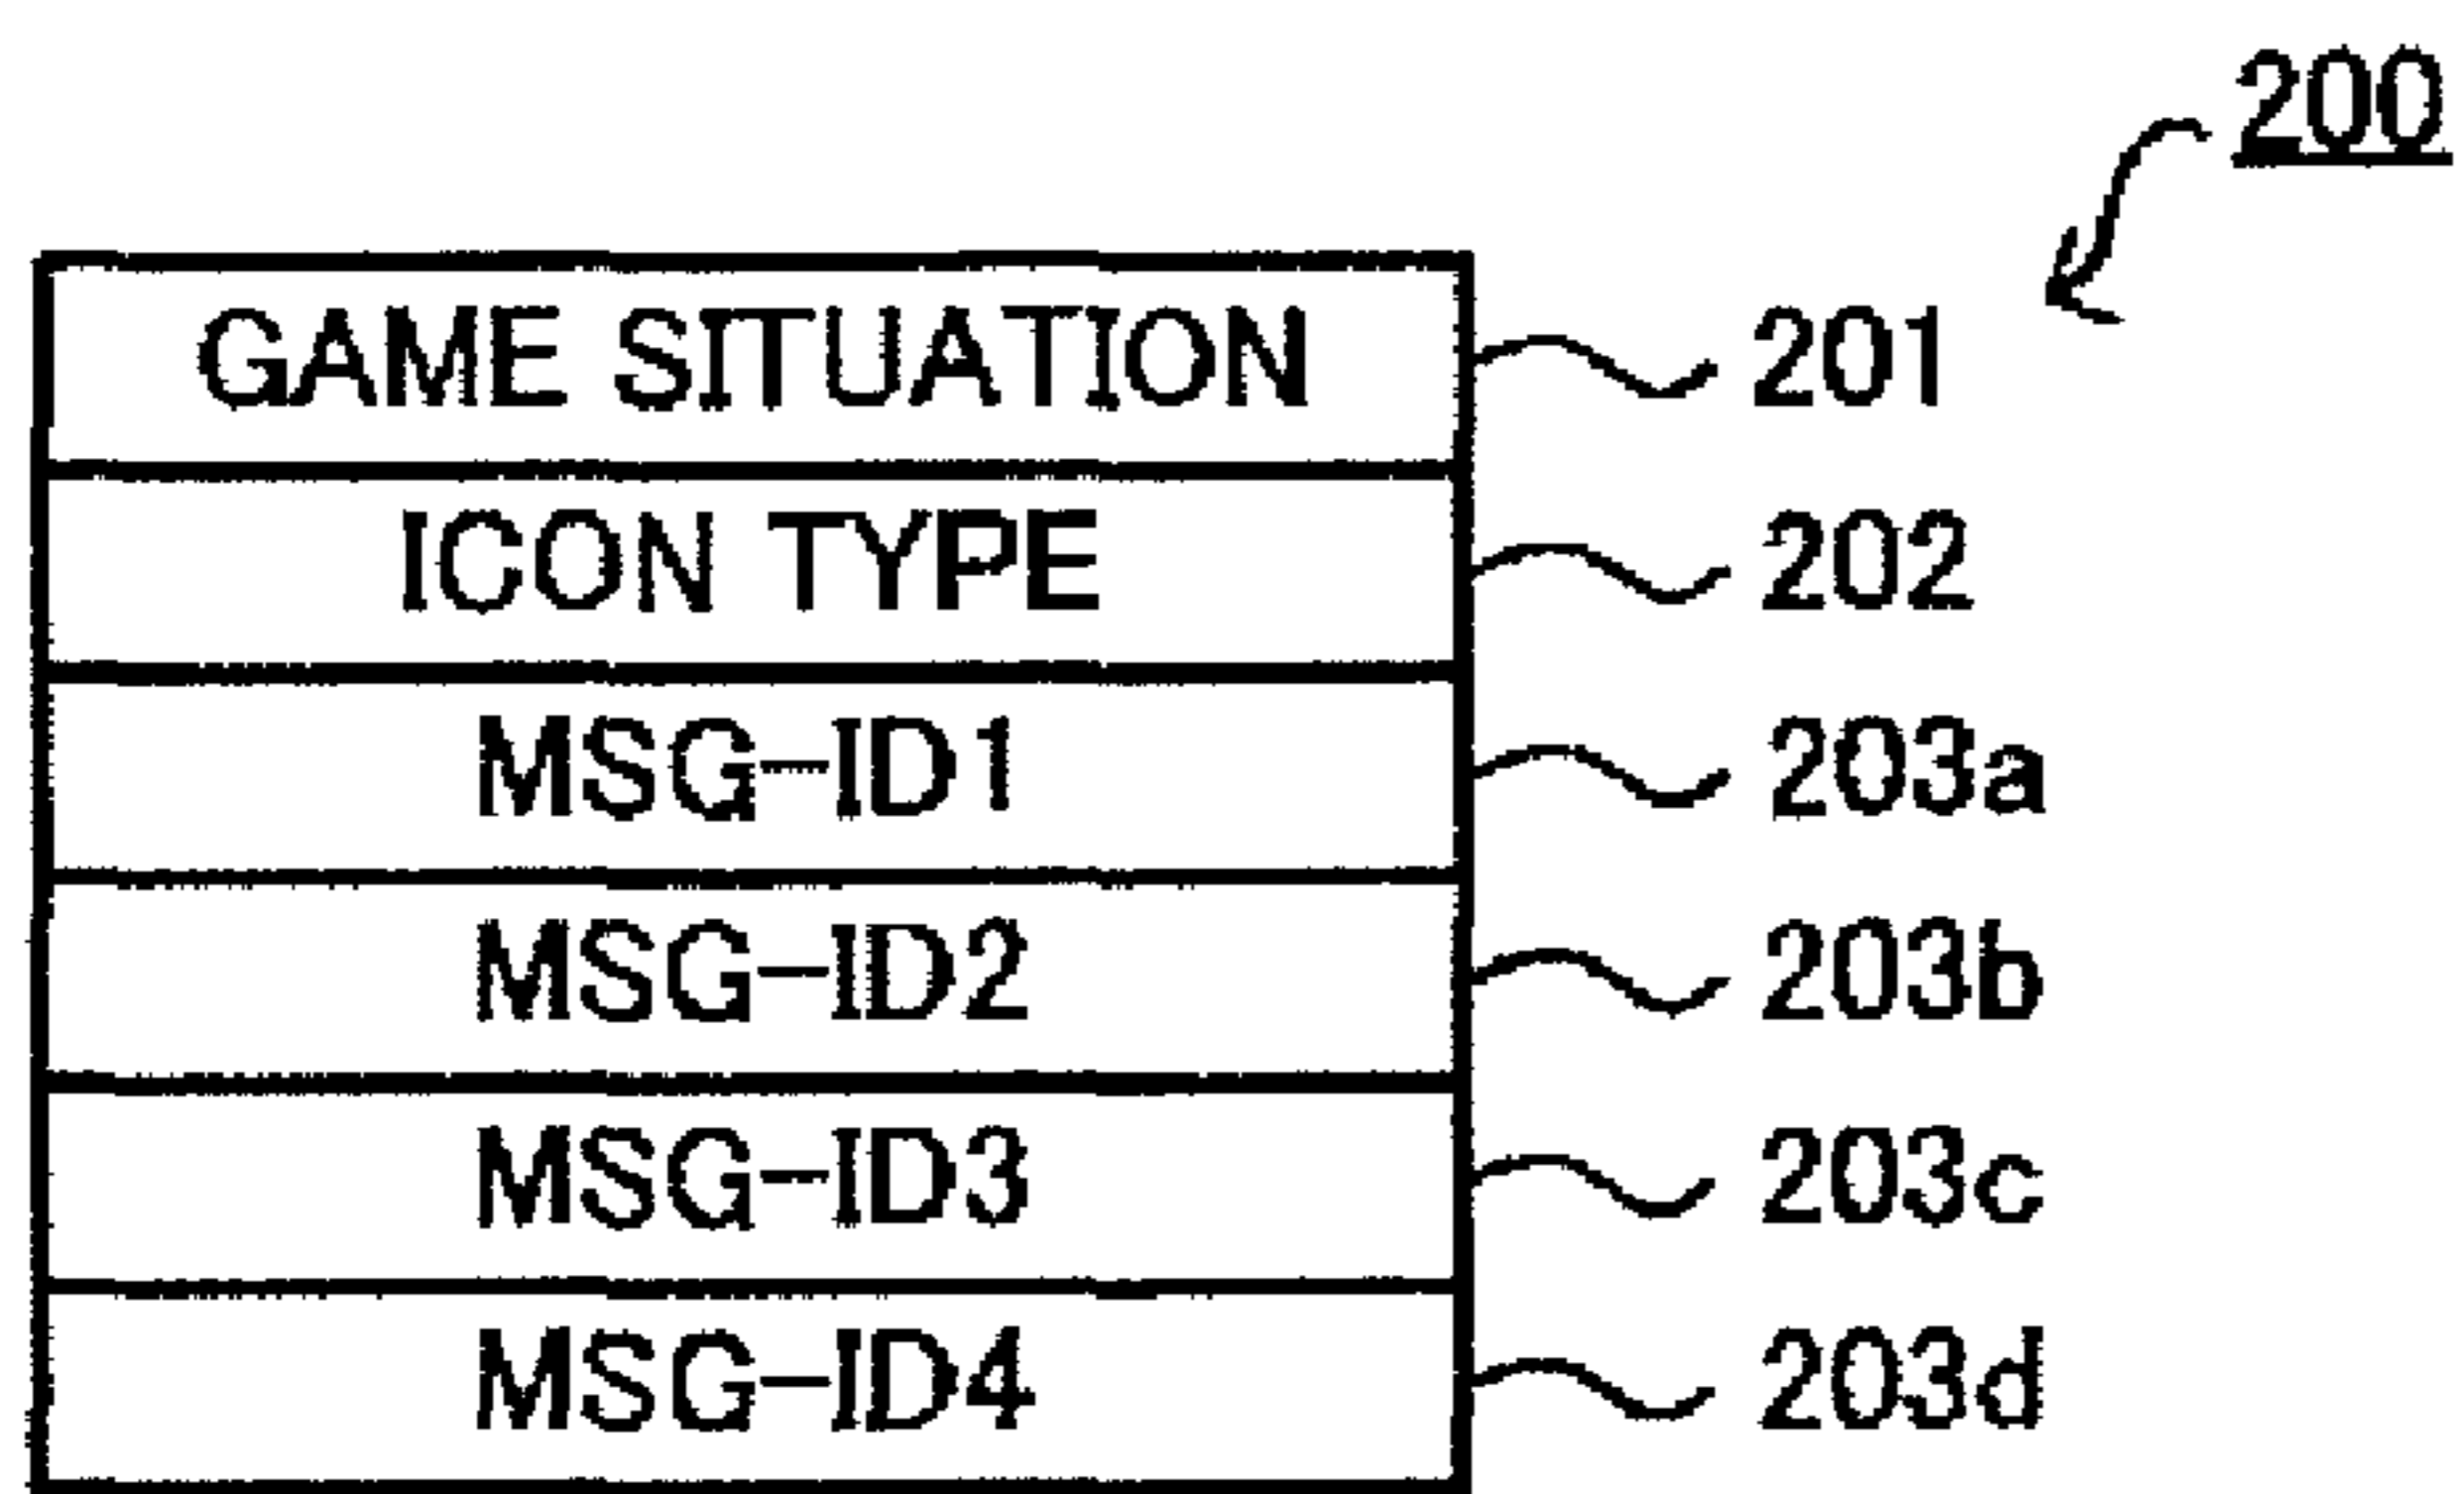 200
GAME SITUATION 201
ICON TYPE 202
MSG-ID1 203a
MSG-ID2 203b
MSG-ID3 203c
MSG-ID4 203d